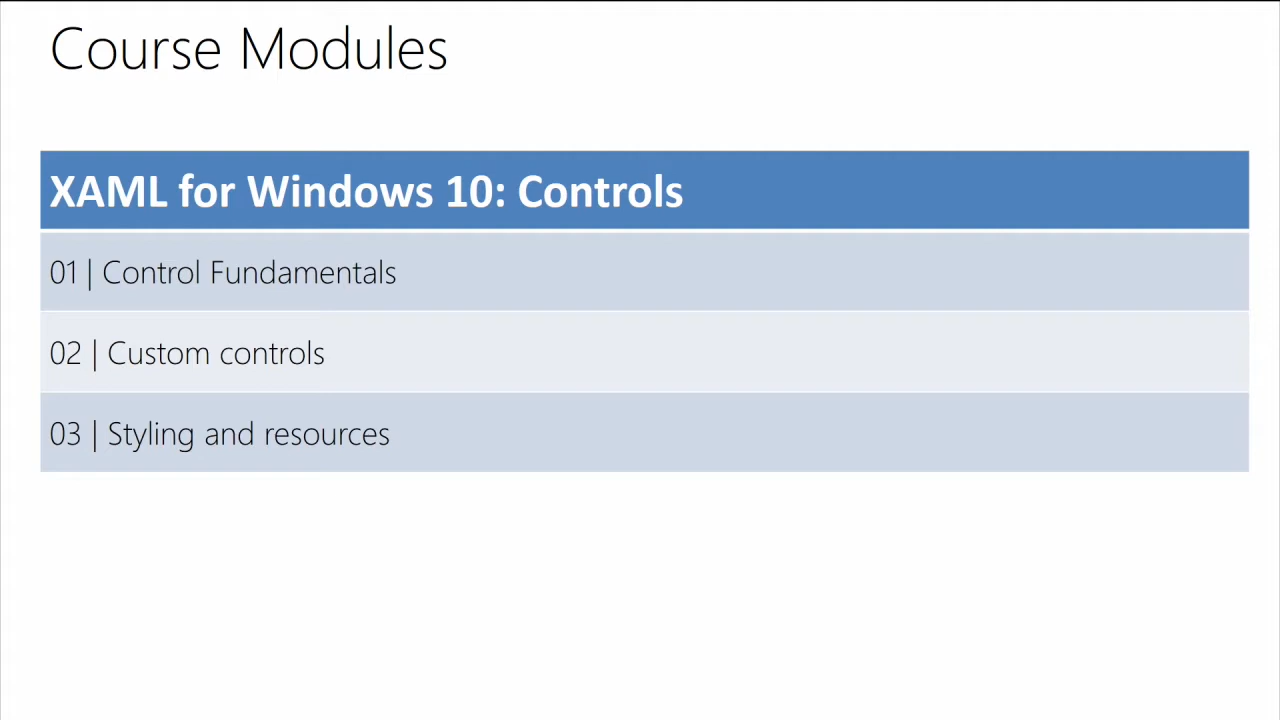 Course Modules
XAML for Windows 10: Controls
01 | Control Fundamentals
02 | Custom controls
03 | Styling and resources